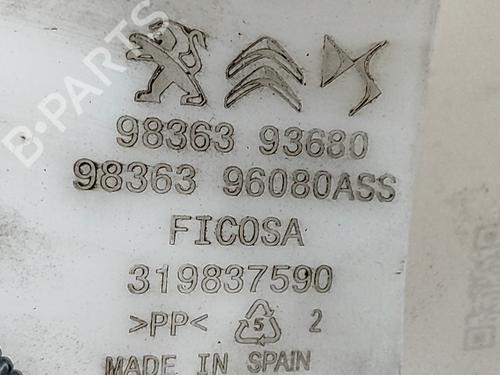 B-PARTS
98363 93680
98363 96080ASS
FICOSA
319837590
>PP< 5 2
MADE IN SPAIN